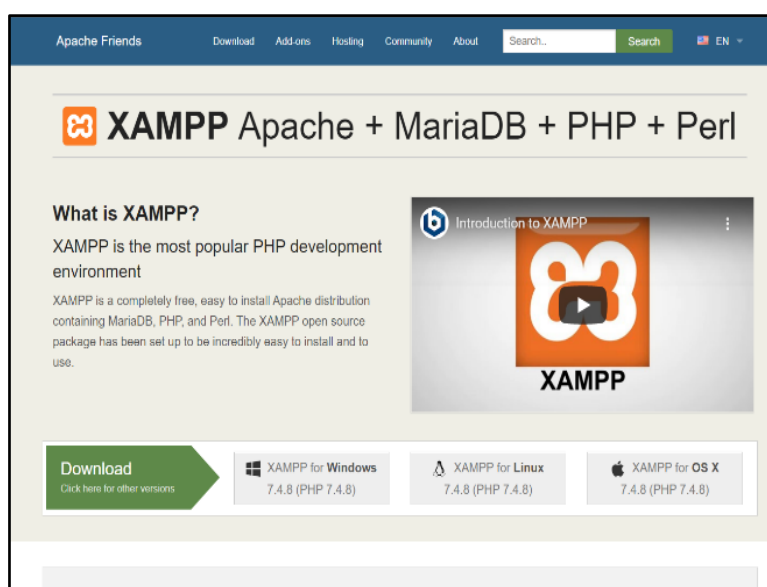 Apache Friends Download Add-ons Hosting Community About Search... Search EN
XAMPP Apache + MariaDB + PHP + Perl
What is XAMPP?
XAMPP is the most popular PHP development
environment
XAMPP is a completely free, easy to install Apache distribution
containing MariaDB, PHP, and Perl. The XAMPP open source
package has been set up to be incredibly easy to install and to
use.
Introduction to XAMPP
XAMPP
Download
Click here for other versions
XAMPP for Windows
7.4.8 (PHP 7.4.8)
XAMPP for Linux
7.4.8 (PHP 7.4.8)
XAMPP for OS X
7.4.8 (PHP 7.4.8)